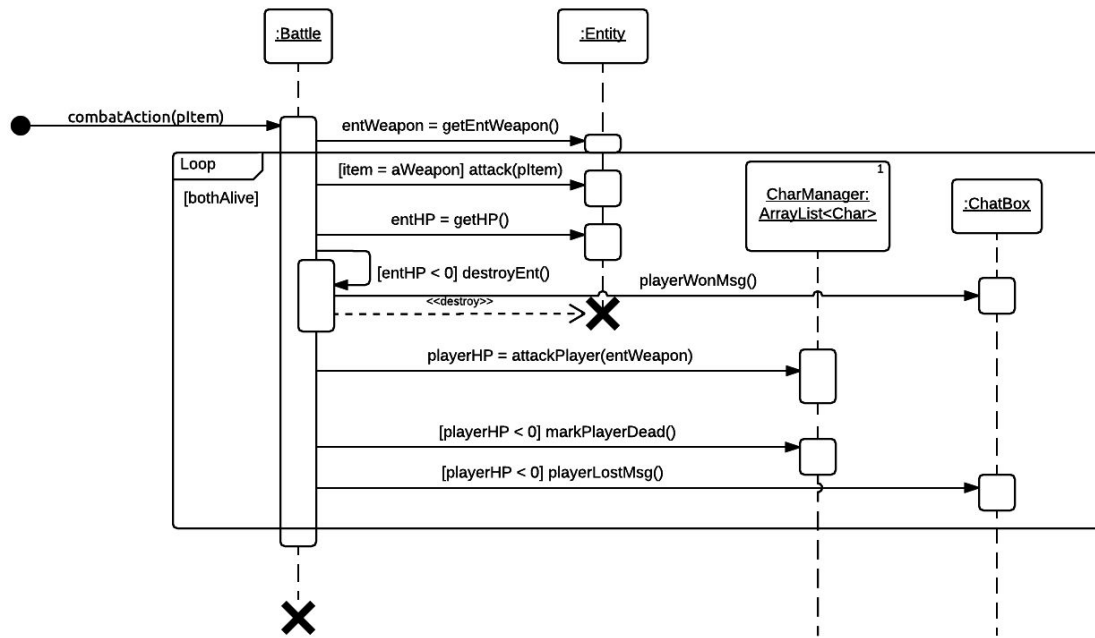 :Battle
:Entity
combatAction(pItem)
entWeapon = getEntWeapon()
Loop
[bothAlive]
[item = aWeapon] attack(pItem)
1
CharManager:
ArrayList<Char>
:ChatBox
entHP = getHP()
[entHP < 0] destroyEnt()
playerWonMsg()
<<destroy>>
playerHP = attackPlayer(entWeapon)
[playerHP < 0] markPlayerDead()
[playerHP < 0] playerLostMsg()